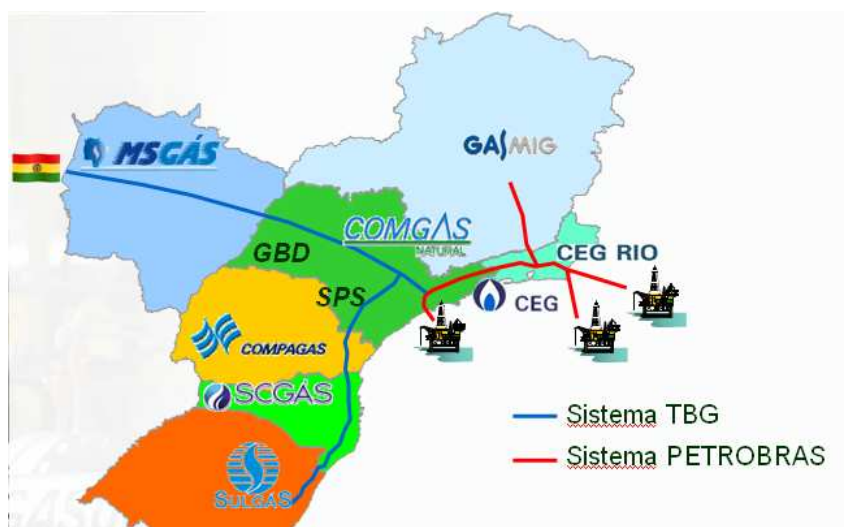 MSGÁS
GASMIG
COMGAS
NATURAL
GBD
CEG RIO
SPS
CEG
COMPAGAS
SCGÁS
Sistema TBG
Sistema PETROBRAS
SULGÁS